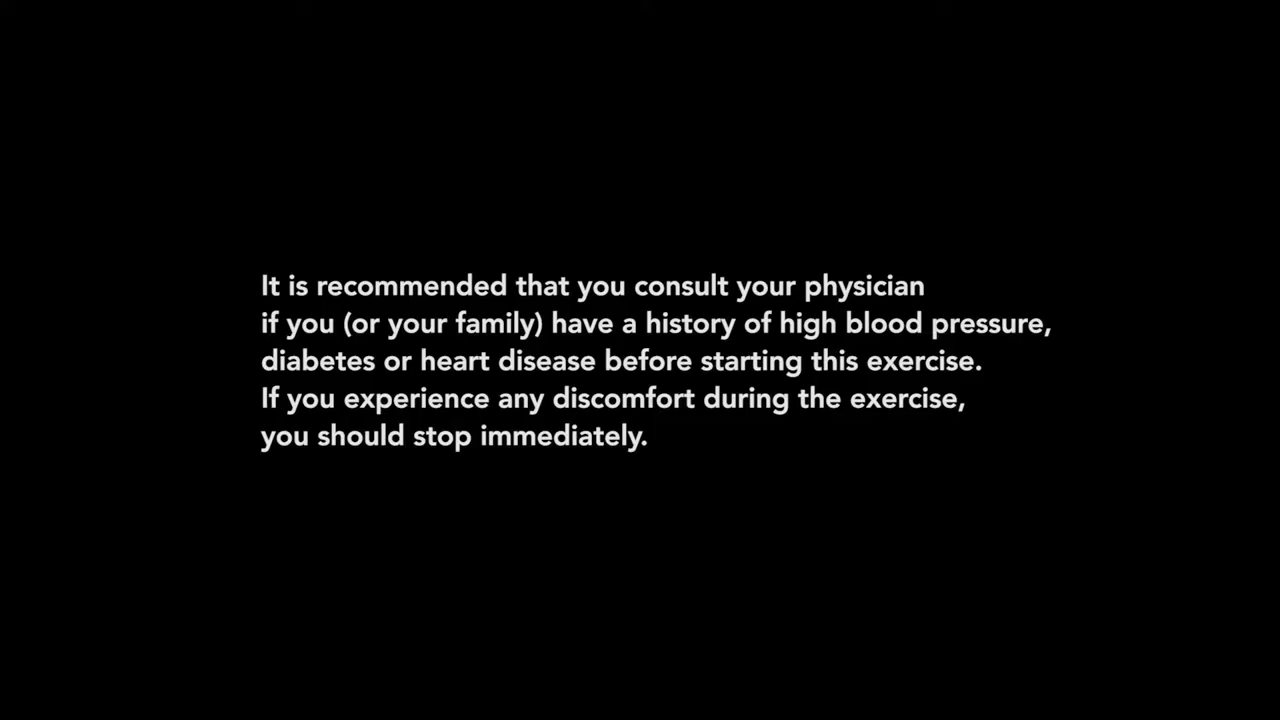 It is recommended that you consult your physician
if you (or your family) have a history of high blood pressure,
diabetes or heart disease before starting this exercise.
If you experience any discomfort during the exercise,
you should stop immediately.